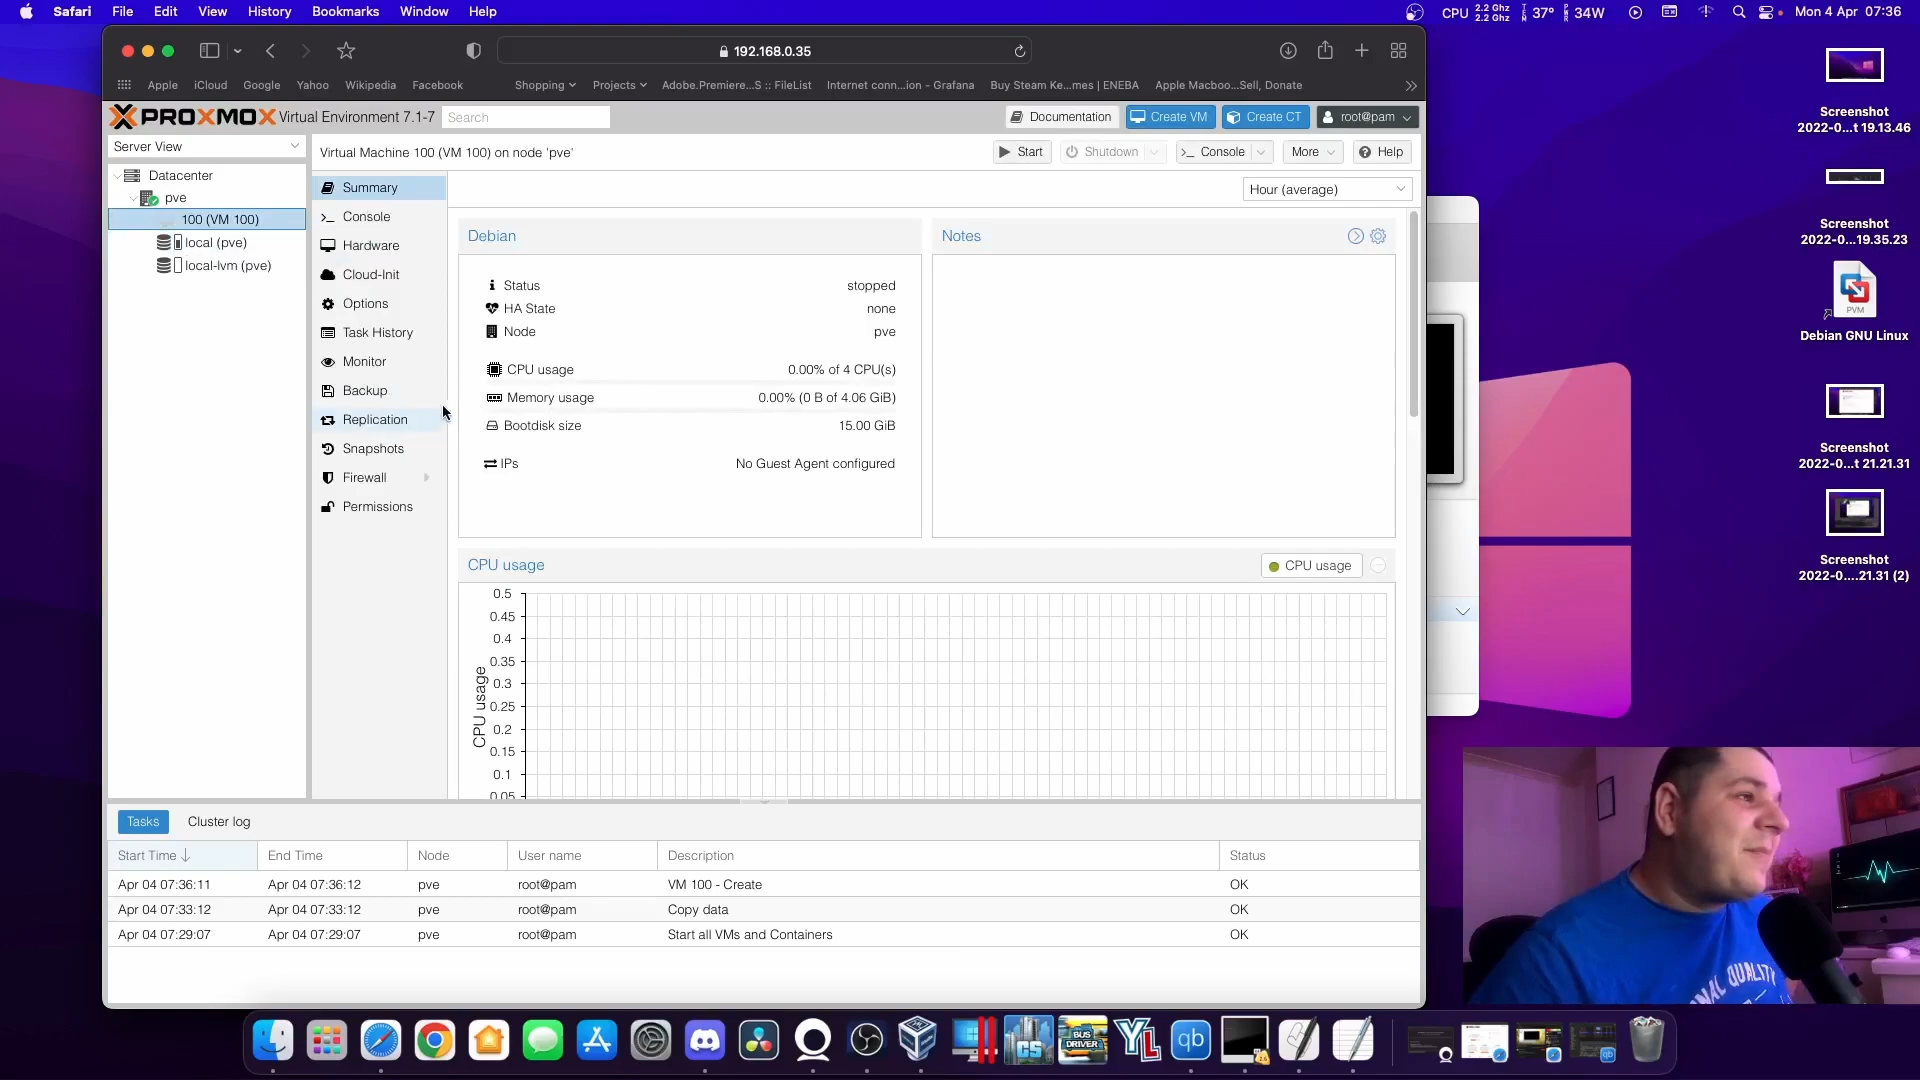 Safari File Edit View History Bookmarks Window Help
CPU 2.2 Ghz 2.2 Ghz 37° 34W Mon 4 Apr 07:36
192.168.0.35
Apple iCloud Google Yahoo Wikipedia Facebook Shopping Projects Adobe.Premiere...S :: FileList Internet conn...ion - Grafana Buy Steam Ke...mes | ENEBA Apple Macboo...Sell, Donate
PROXMOX Virtual Environment 7.1-7 Search Documentation Create VM Create CT root@pam
Server View
Datacenter
pve
100 (VM 100)
local (pve)
local-lvm (pve)
Virtual Machine 100 (VM 100) on node 'pve' Start Shutdown Console More Help
Summary
Console
Hardware
Cloud-Init
Options
Task History
Monitor
Backup
Replication
Snapshots
Firewall
Permissions
Hour (average)
Debian
Status stopped
HA State none
Node pve
CPU usage 0.00% of 4 CPU(s)
Memory usage 0.00% (0 B of 4.06 GiB)
Bootdisk size 15.00 GiB
IPs No Guest Agent configured
Notes
CPU usage
CPU usage
0.5
0.45
0.4
0.35
0.3
0.25
0.2
0.15
0.1
0.05
CPU usage
Tasks Cluster log
Start Time End Time Node User name Description Status
Apr 04 07:36:11 Apr 04 07:36:12 pve root@pam VM 100 - Create OK
Apr 04 07:33:12 Apr 04 07:33:12 pve root@pam Copy data OK
Apr 04 07:29:07 Apr 04 07:29:07 pve root@pam Start all VMs and Containers OK
Screenshot
2022-0...t 19.13.46
Screenshot
2022-0...19.35.23
PVM
Debian GNU Linux
Screenshot
2022-0...t 21.21.31
Screenshot
2022-0....21.31 (2)
QUALITY
CS
BUS DRIVER
YL
qb